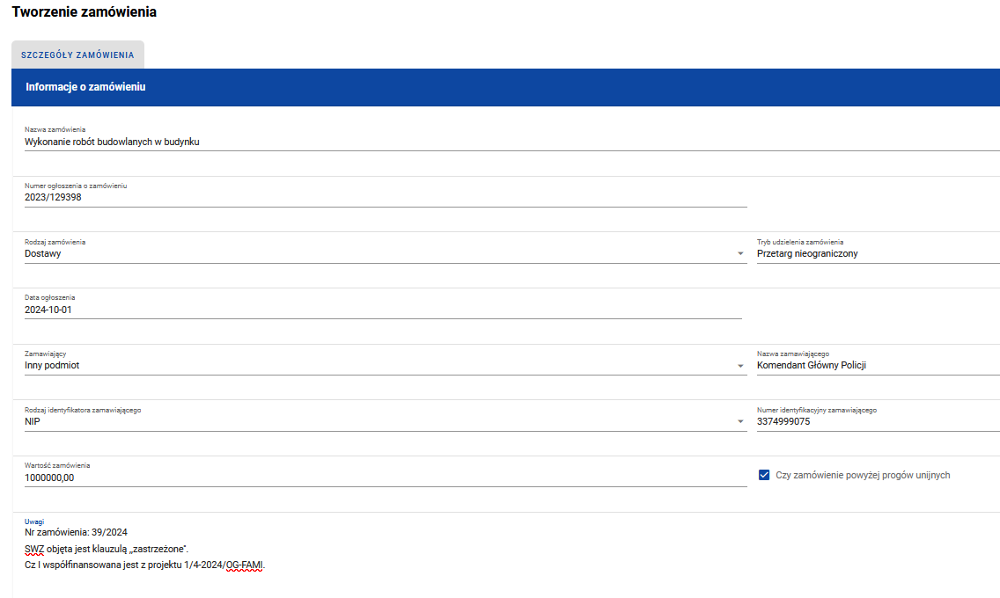 Tworzenie zamówienia
SZCZEGÓŁY ZAMÓWIENIA
Informacje o zamówieniu
Nazwa zamówienia
Wykonanie robót budowlanych w budynku
Numer ogłoszenia o zamówieniu
2023/129398
Rodzaj zamówienia
Dostawy
Tryb udzielenia zamówienia
Przetarg nieograniczony
Data ogłoszenia
2024-10-01
Zamawiający
Inny podmiot
Nazwa zamawiającego
Komendant Główny Policji
Rodzaj identyfikatora zamawiającego
NIP
Numer identyfikacyjny zamawiającego
3374999075
Wartość zamówienia
1000000,00
Czy zamówienie powyżej progów unijnych
Uwagi
Nr zamówienia: 39/2024
SWZ objęta jest klauzulą „zastrzeżone".
Cz I współfinansowana jest z projektu 1/4-2024/OG-FAMI.